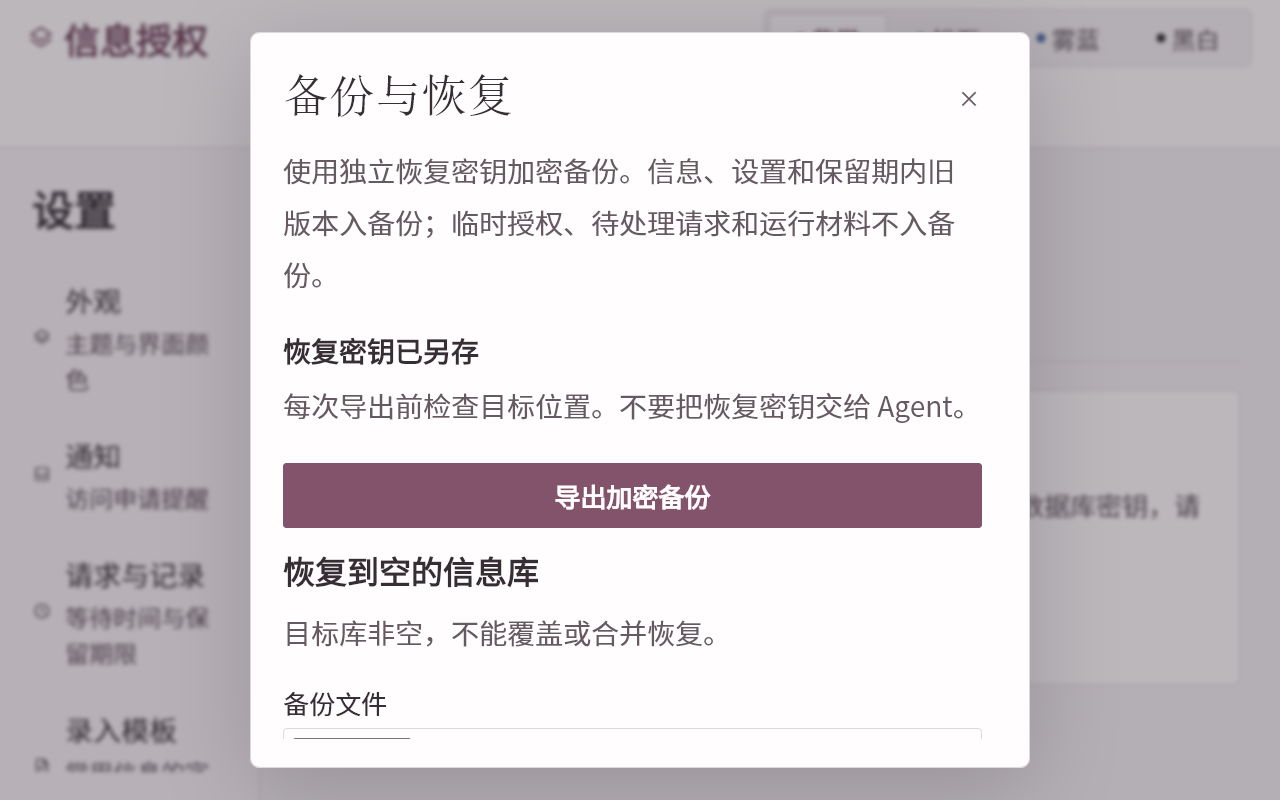 信息授权
雾蓝
黑白
备份与恢复
×
使用独立恢复密钥加密备份。信息、设置和保留期内旧
版本入备份；临时授权、待处理请求和运行材料不入备
份。
恢复密钥已另存
每次导出前检查目标位置。不要把恢复密钥交给 Agent。
导出加密备份
恢复到空的信息库
目标库非空，不能覆盖或合并恢复。
备份文件
设置
外观
主题与界面颜
色
通知
访问申请提醒
请求与记录
等待时间与保
留期限
录入模板
数据库密钥，请